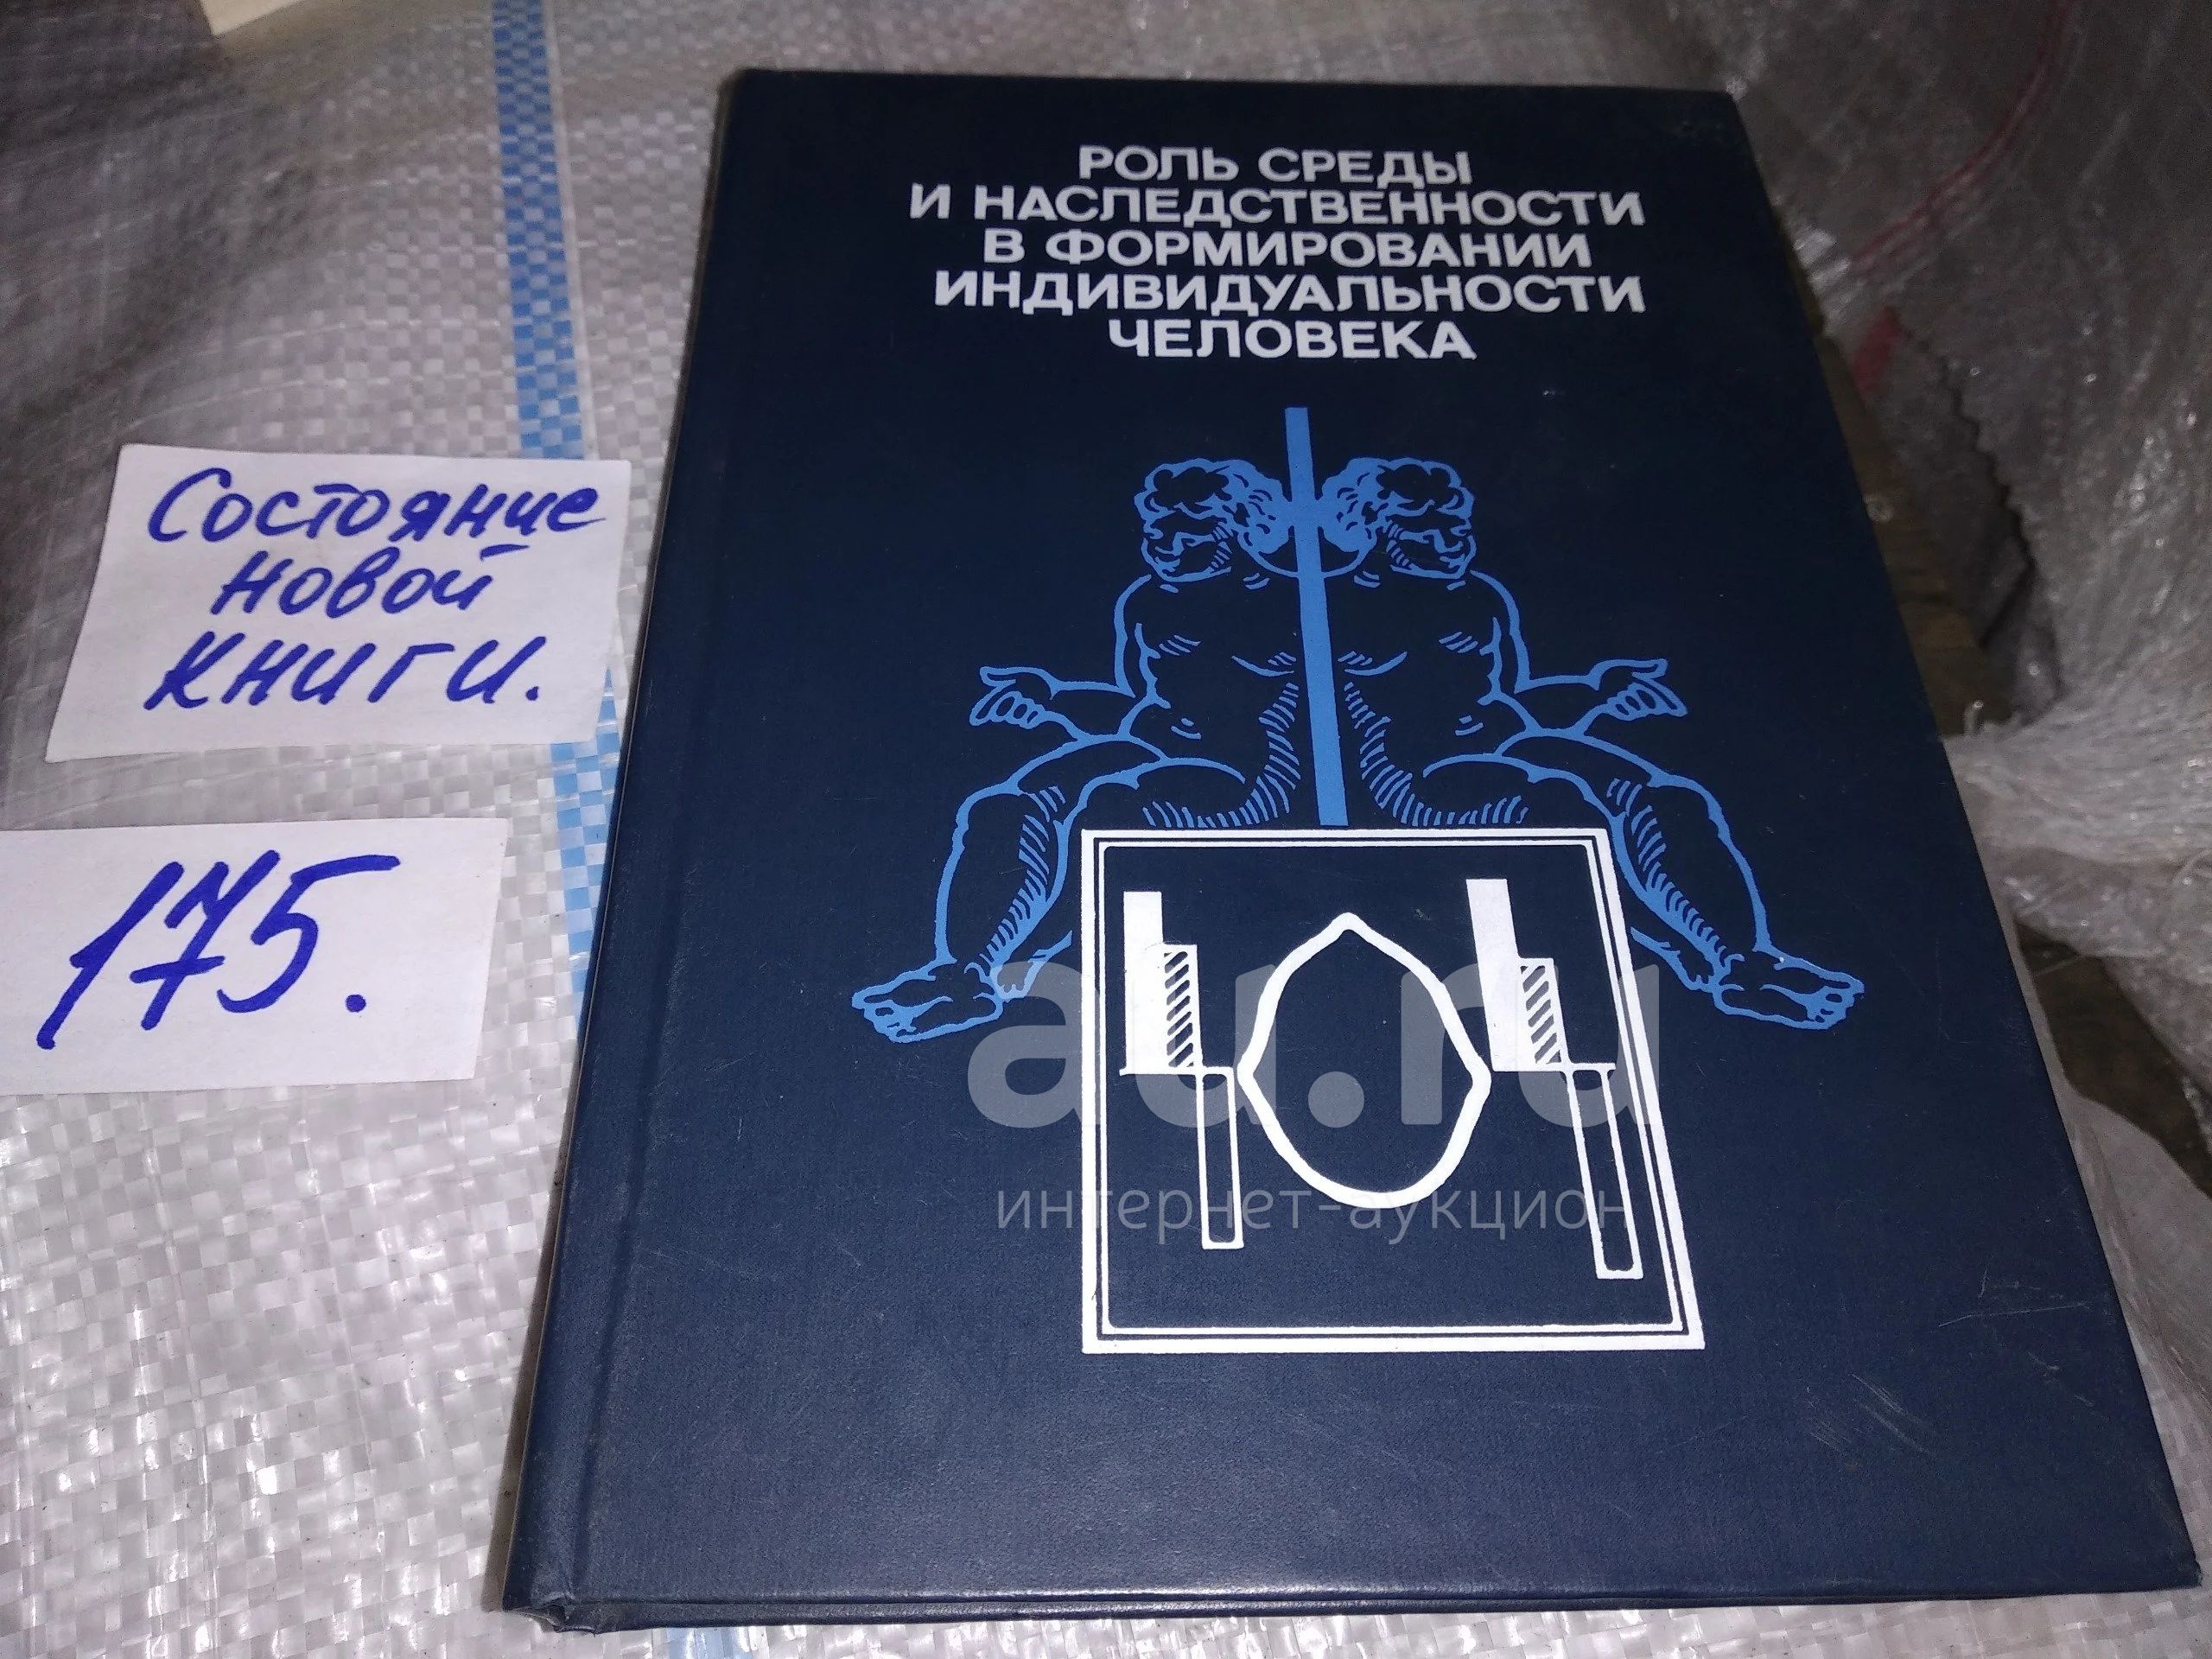 РОЛЬ СРЕДЫ
И НАСЛЕДСТВЕННОСТИ
В ФОРМИРОВАНИИ
ИНДИВИДУАЛЬНОСТИ
ЧЕЛОВЕКА
Состояние
новой
книги.
175.
au.ru
интернет-аукцион